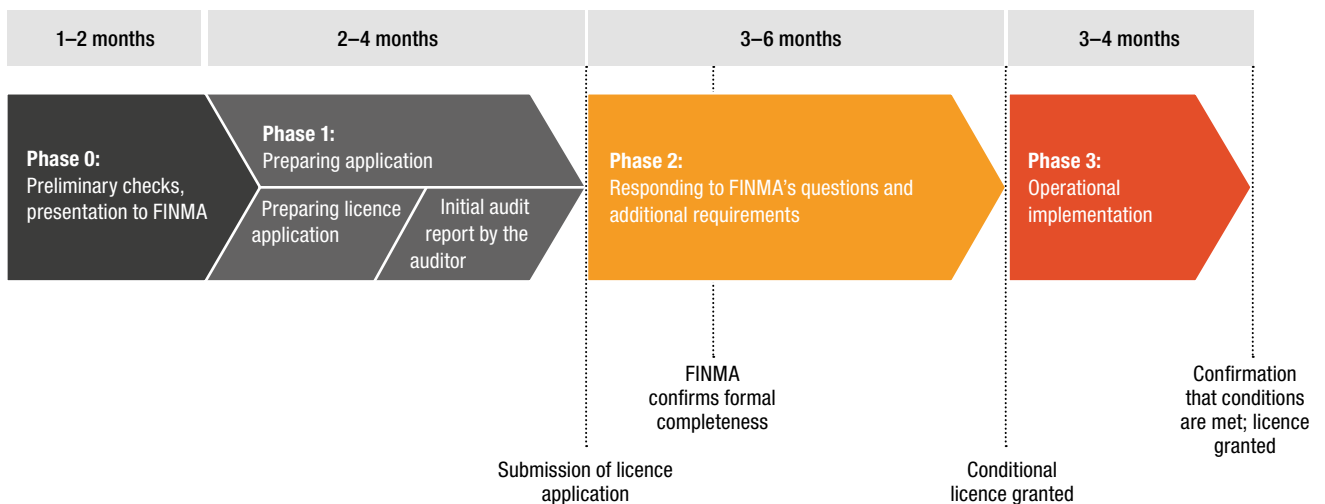 1–2 months
2–4 months
3–6 months
3–4 months
Phase 0:
Preliminary checks,
presentation to FINMA
Phase 1:
Preparing application
Preparing licence
application
Initial audit
report by the
auditor
Phase 2:
Responding to FINMA’s questions and
additional requirements
Phase 3:
Operational
implementation
FINMA
confirms formal
completeness
Confirmation
that conditions
are met; licence
granted
Submission of licence
application
Conditional
licence granted